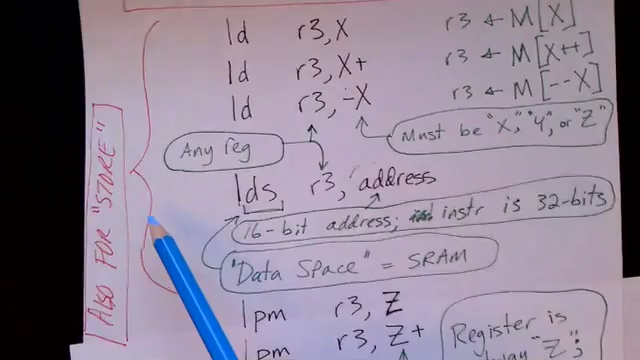 ld r3, X r3 ← M[X]
ld r3, X+ r3 ← M[X++]
ld r3, -X r3 ← M[--X]
Must be "X", "Y", or "Z"
Any reg
lds r3, address
16-bit address; instr is 32-bits
"Data Space" = SRAM
ALSO FOR "STORE"
lpm r3, Z
lpm r3, Z+
Register is
"Z";